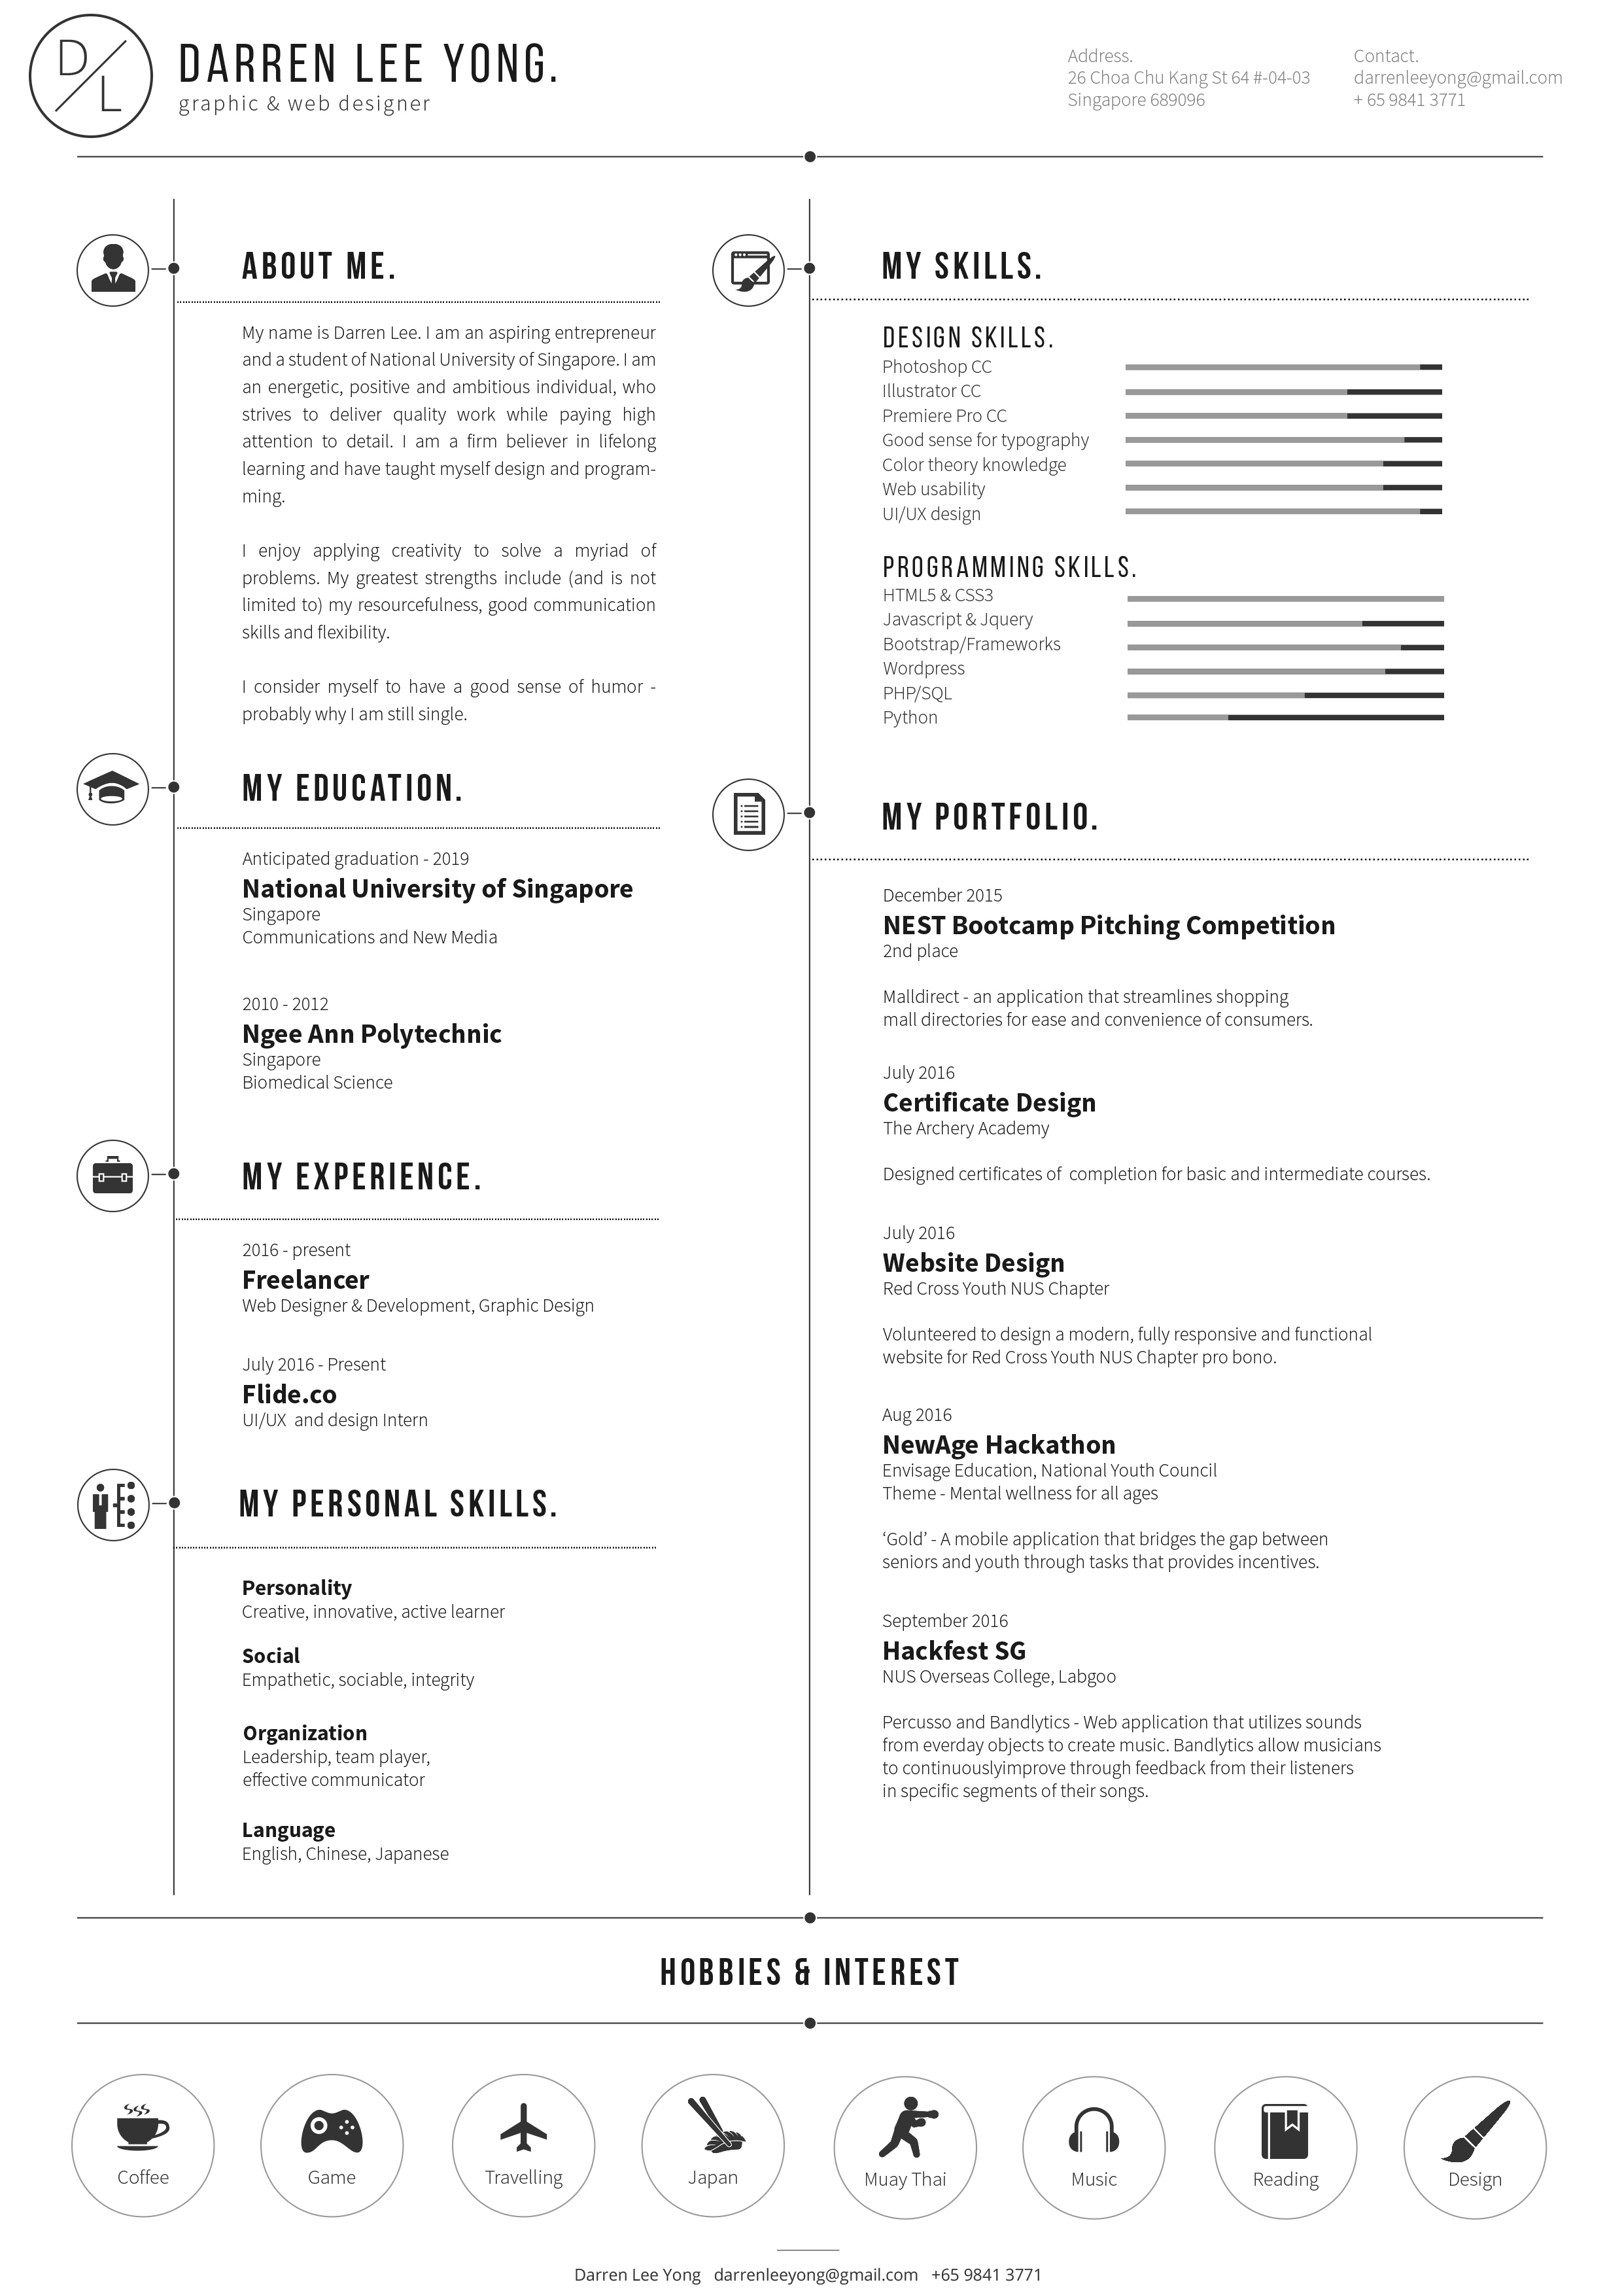 D/L
DARREN LEE YONG.
graphic & web designer
Address.
26 Choa Chu Kang St 64 #-04-03
Singapore 689096
Contact.
darrenleeyong@gmail.com
+ 65 9841 3771
ABOUT ME.
My name is Darren Lee. I am an aspiring entrepreneur
and a student of National University of Singapore. I am
an energetic, positive and ambitious individual, who
strives to deliver quality work while paying high
attention to detail. I am a firm believer in lifelong
learning and have taught myself design and program-
ming.
I enjoy applying creativity to solve a myriad of
problems. My greatest strengths include (and is not
limited to) my resourcefulness, good communication
skills and flexibility.
I consider myself to have a good sense of humor -
probably why I am still single.
MY EDUCATION.
Anticipated graduation - 2019
National University of Singapore
Singapore
Communications and New Media
2010 - 2012
Ngee Ann Polytechnic
Singapore
Biomedical Science
MY EXPERIENCE.
2016 - present
Freelancer
Web Designer & Development, Graphic Design
July 2016 - Present
Flide.co
UI/UX  and design Intern
MY PERSONAL SKILLS.
Personality
Creative, innovative, active learner
Social
Empathetic, sociable, integrity
Organization
Leadership, team player,
effective communicator
Language
English, Chinese, Japanese
MY SKILLS.
DESIGN SKILLS.
Photoshop CC
Illustrator CC
Premiere Pro CC
Good sense for typography
Color theory knowledge
Web usability
UI/UX design
PROGRAMMING SKILLS.
HTML5 & CSS3
Javascript & Jquery
Bootstrap/Frameworks
Wordpress
PHP/SQL
Python
MY PORTFOLIO.
December 2015
NEST Bootcamp Pitching Competition
2nd place
Malldirect - an application that streamlines shopping
mall directories for ease and convenience of consumers.
July 2016
Certificate Design
The Archery Academy
Designed certificates of  completion for basic and intermediate courses.
July 2016
Website Design
Red Cross Youth NUS Chapter
Volunteered to design a modern, fully responsive and functional
website for Red Cross Youth NUS Chapter pro bono.
Aug 2016
NewAge Hackathon
Envisage Education, National Youth Council
Theme - Mental wellness for all ages
‘Gold’ - A mobile application that bridges the gap between
seniors and youth through tasks that provides incentives.
September 2016
Hackfest SG
NUS Overseas College, Labgoo
Percusso and Bandlytics - Web application that utilizes sounds
from everday objects to create music. Bandlytics allow musicians
to continuouslyimprove through feedback from their listeners
in specific segments of their songs.
HOBBIES & INTEREST
Coffee
Game
Travelling
Japan
Muay Thai
Music
Reading
Design
Darren Lee Yong   darrenleeyong@gmail.com   +65 9841 3771